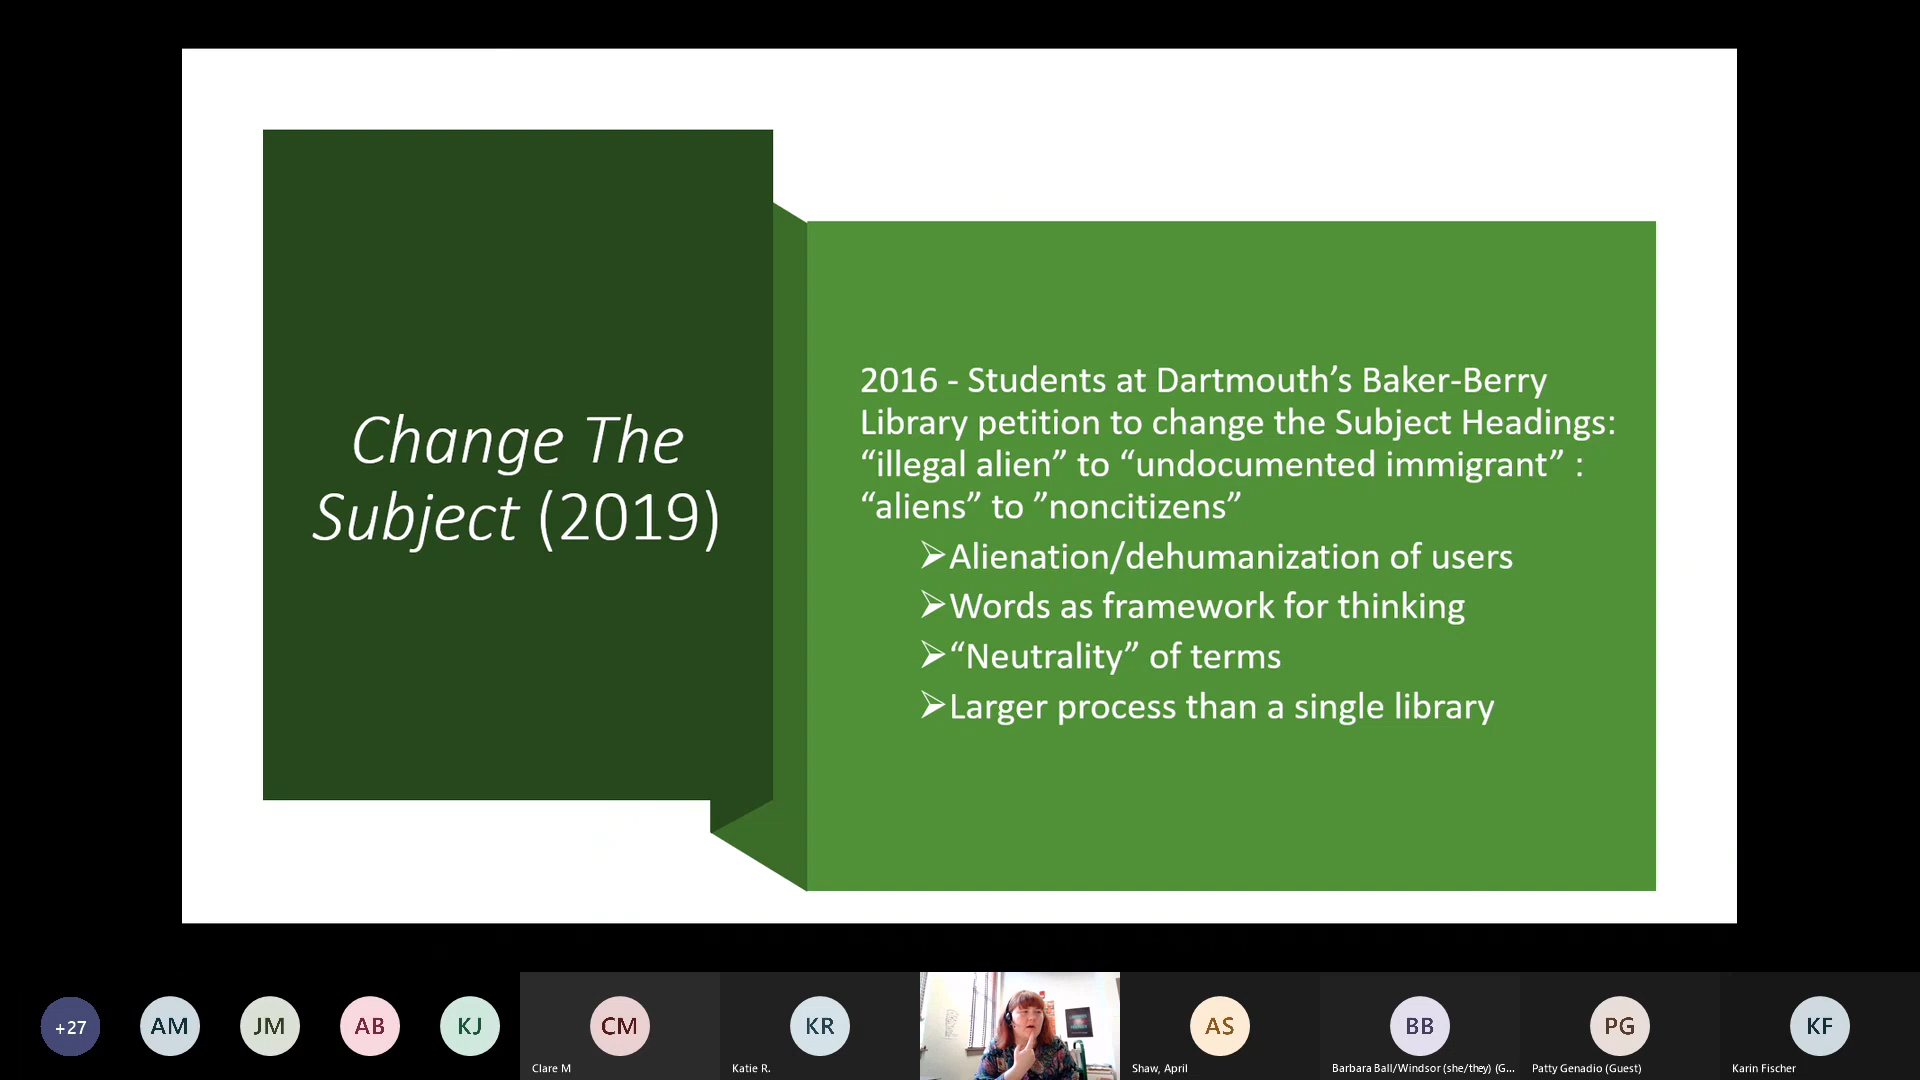 Change The
Subject (2019)
2016 - Students at Dartmouth’s Baker-Berry
Library petition to change the Subject Headings:
“illegal alien” to “undocumented immigrant” :
“aliens” to ”noncitizens”
➢Alienation/dehumanization of users
➢Words as framework for thinking
➢“Neutrality” of terms
➢Larger process than a single library
+27
AM
JM
AB
KJ
CM
KR
AS
BB
PG
KF
Clare M
Katie R.
Shaw, April
Barbara Ball/Windsor (she/they) (G...
Patty Genadio (Guest)
Karin Fischer